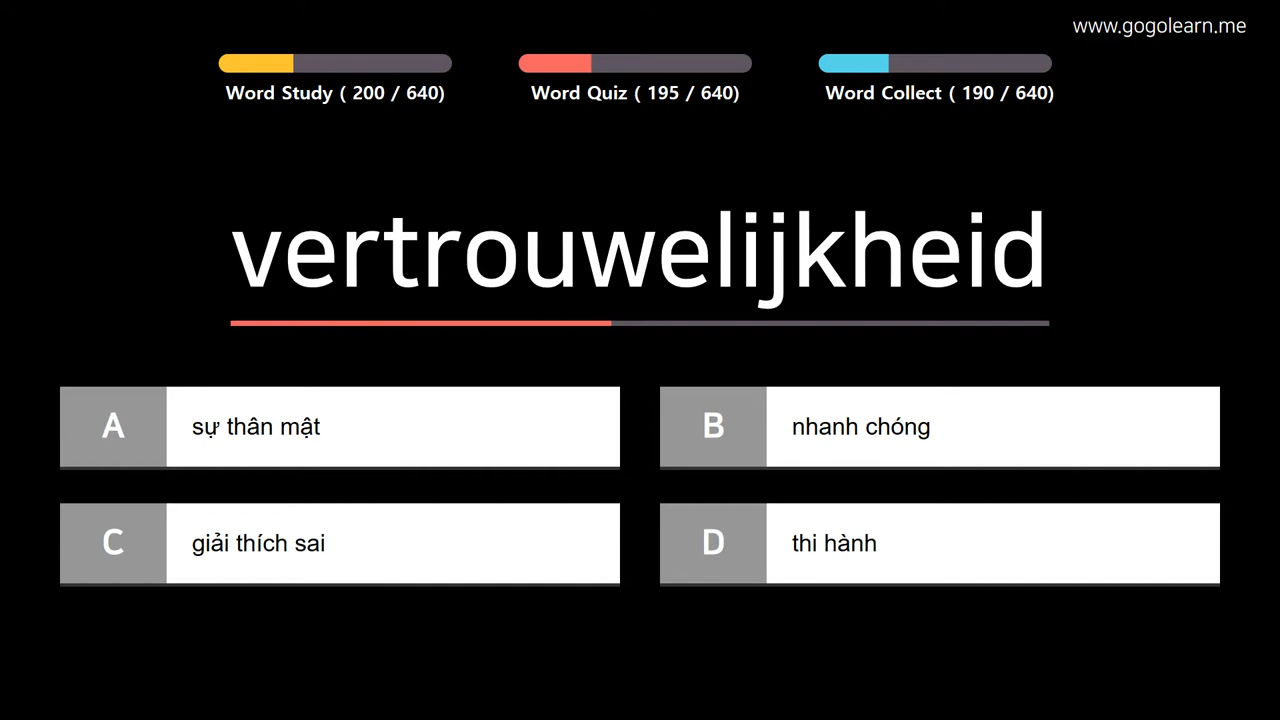 www.gogolearn.me
Word Study ( 200 / 640)
Word Quiz ( 195 / 640)
Word Collect ( 190 / 640)
vertrouwelijkheid
A sự thân mật
B nhanh chóng
C giải thích sai
D thi hành